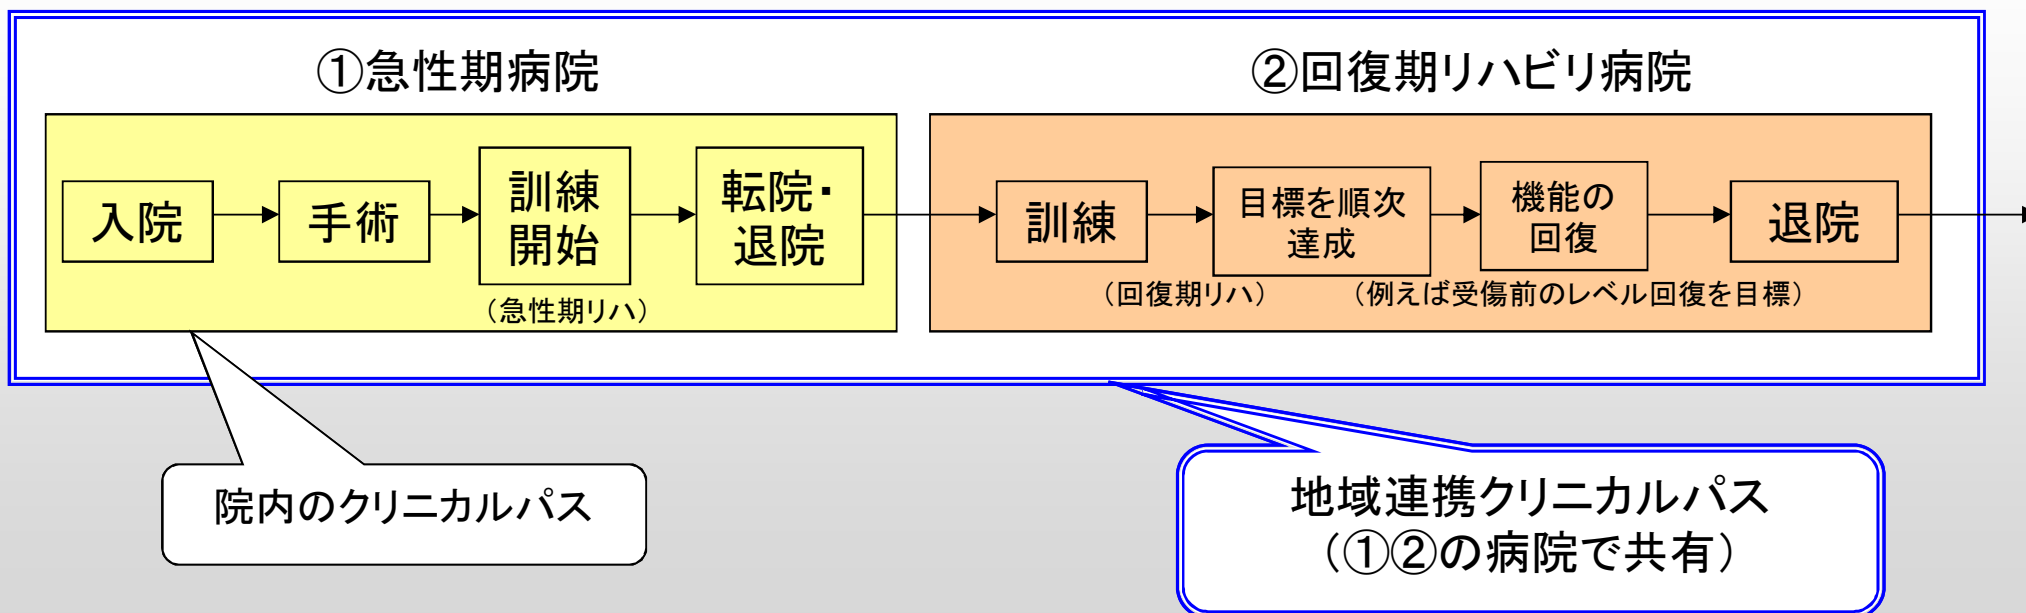 ①急性期病院
②回復期リハビリ病院
入院
手術
訓練
開始
(急性期リハ)
転院・
退院
訓練
(回復期リハ)
目標を順次
達成
機能の
回復
(例えば受傷前のレベル回復を目標)
退院
院内のクリニカルパス
地域連携クリニカルパス
(①②の病院で共有)